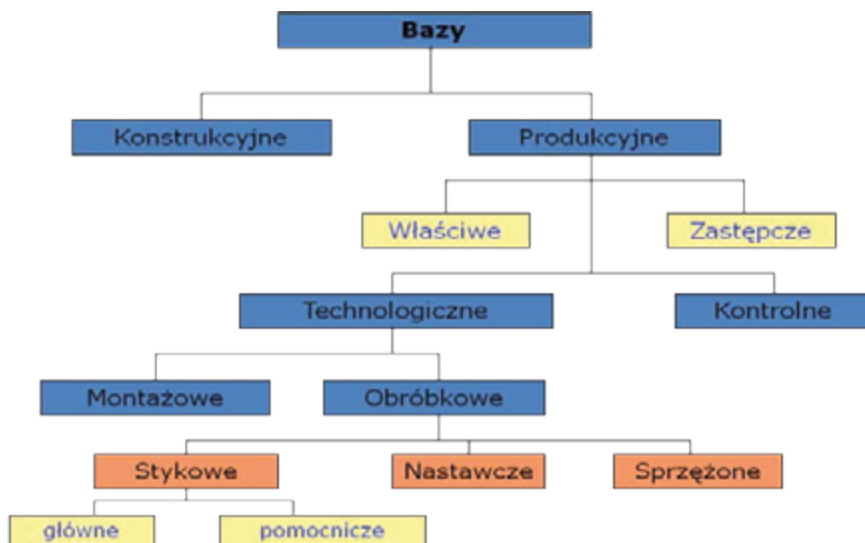 Bazy
Konstrukcyjne
Produkcyjne
Właściwe
Zastępcze
Technologiczne
Kontrolne
Montażowe
Obróbkowe
Stykowe
Nastawcze
Sprzężone
główne
pomocnicze